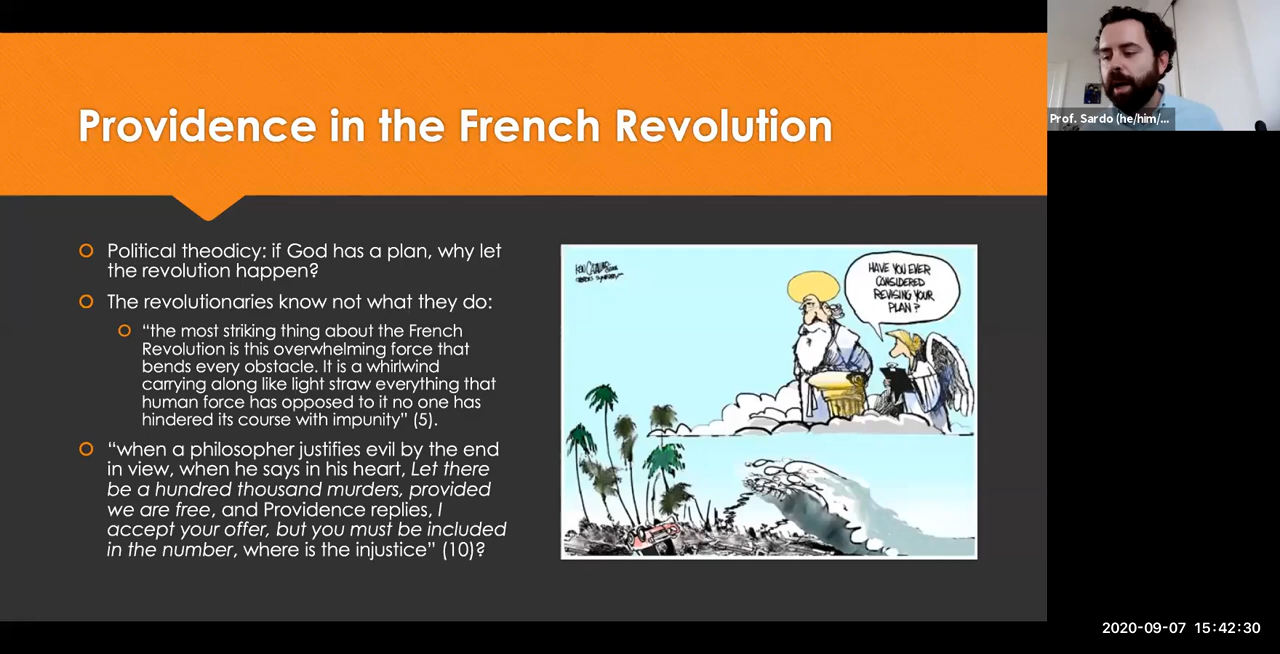 Providence in the French Revolution
Prof. Sardo (he/him/...
Political theodicy: if God has a plan, why let
the revolution happen?
The revolutionaries know not what they do:
“the most striking thing about the French
Revolution is this overwhelming force that
bends every obstacle. It is a whirlwind
carrying along like light straw everything that
human force has opposed to it no one has
hindered its course with impunity” (5).
“when a philosopher justifies evil by the end
in view, when he says in his heart, Let there
be a hundred thousand murders, provided
we are free, and Providence replies, I
accept your offer, but you must be included
in the number, where is the injustice” (10)?
HAVE YOU EVER
CONSIDERED
REVISING YOUR
PLAN?
2020-09-07 15:42:30